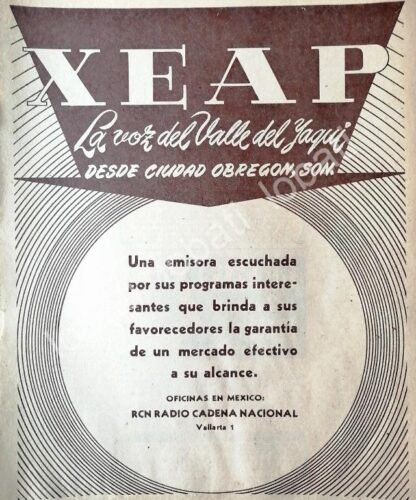 XEAP
La voz del Valle del Yaqui
DESDE CIUDAD OBREGON, SON.
Una emisora escuchada
por sus programas intere-
santes que brinda a sus
favorecedores la garantía
de un mercado efectivo
a su alcance.
OFICINAS EN MEXICO:
RCN RADIO CADENA NACIONAL
Vallarta 1